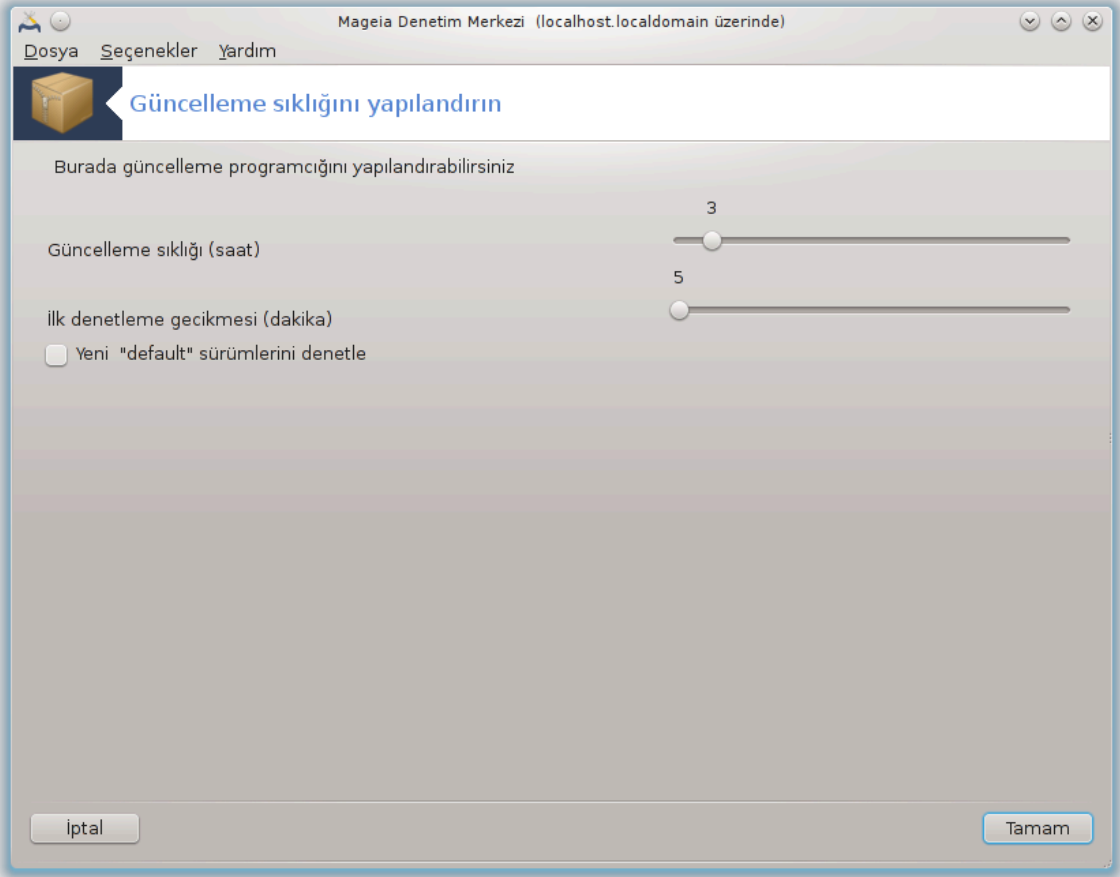 Mageia Denetim Merkezi  (localhost.localdomain üzerinde)
Dosya Seçenekler Yardım
Güncelleme sıklığını yapılandırın
Burada güncelleme programcığını yapılandırabilirsiniz
3
Güncelleme sıklığı (saat)
5
İlk denetleme gecikmesi (dakika)
Yeni  "default" sürümlerini denetle
İptal Tamam